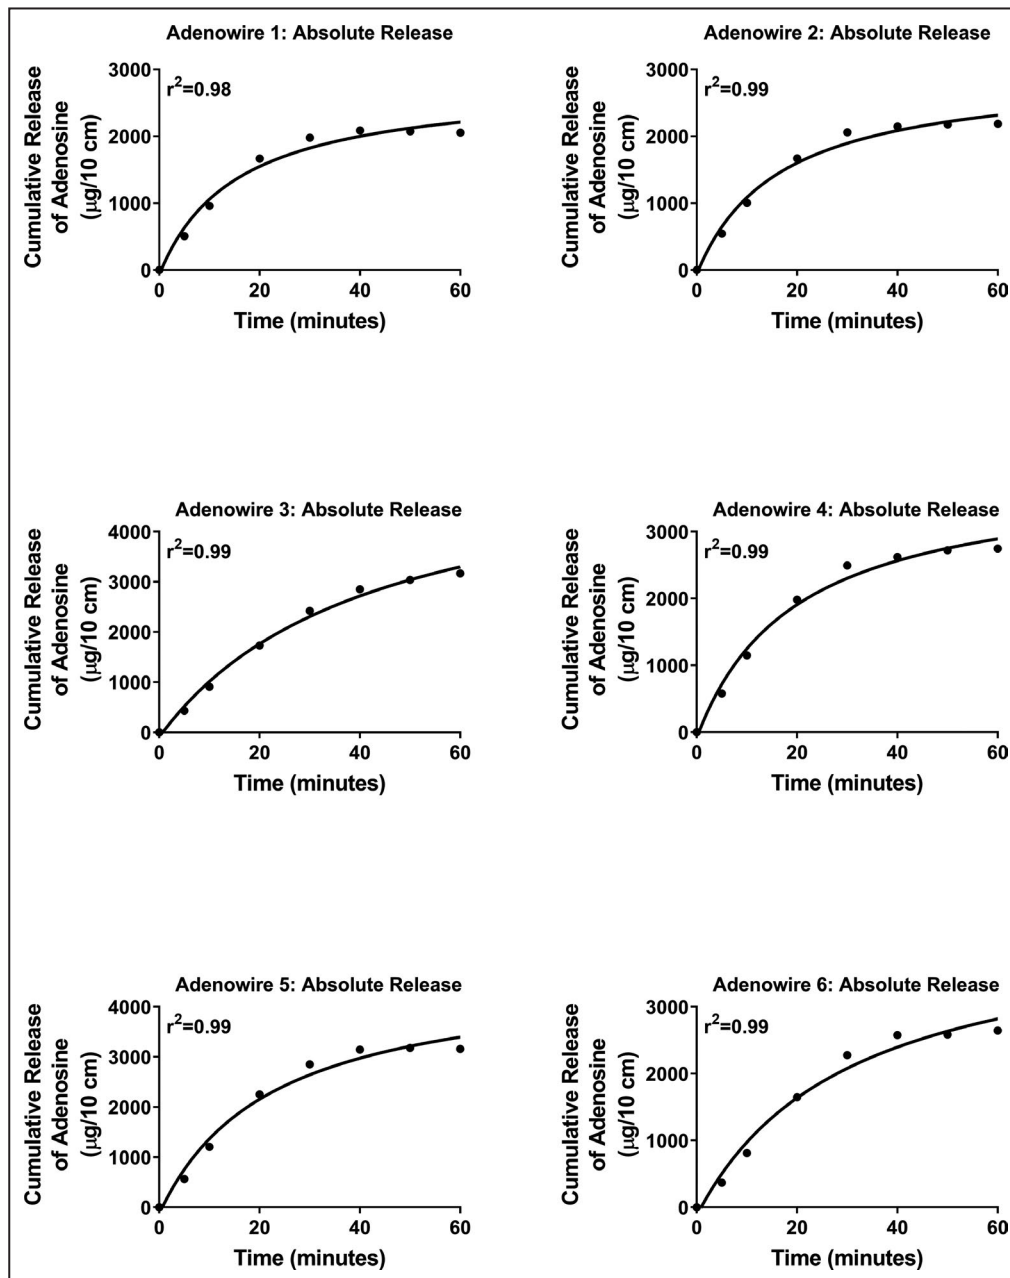 Adenowire 1: Absolute Release
Cumulative Release
of Adenosine
(μg/10 cm)
3000
2000
1000
0
r²=0.98
0 20 40 60
Time (minutes)
Adenowire 2: Absolute Release
Cumulative Release
of Adenosine
(μg/10 cm)
3000
2000
1000
0
r²=0.99
0 20 40 60
Time (minutes)
Adenowire 3: Absolute Release
Cumulative Release
of Adenosine
(μg/10 cm)
4000
3000
2000
1000
0
r²=0.99
0 20 40 60
Time (minutes)
Adenowire 4: Absolute Release
Cumulative Release
of Adenosine
(μg/10 cm)
3000
2000
1000
0
r²=0.99
0 20 40 60
Time (minutes)
Adenowire 5: Absolute Release
Cumulative Release
of Adenosine
(μg/10 cm)
4000
3000
2000
1000
0
r²=0.99
0 20 40 60
Time (minutes)
Adenowire 6: Absolute Release
Cumulative Release
of Adenosine
(μg/10 cm)
3000
2000
1000
0
r²=0.99
0 20 40 60
Time (minutes)